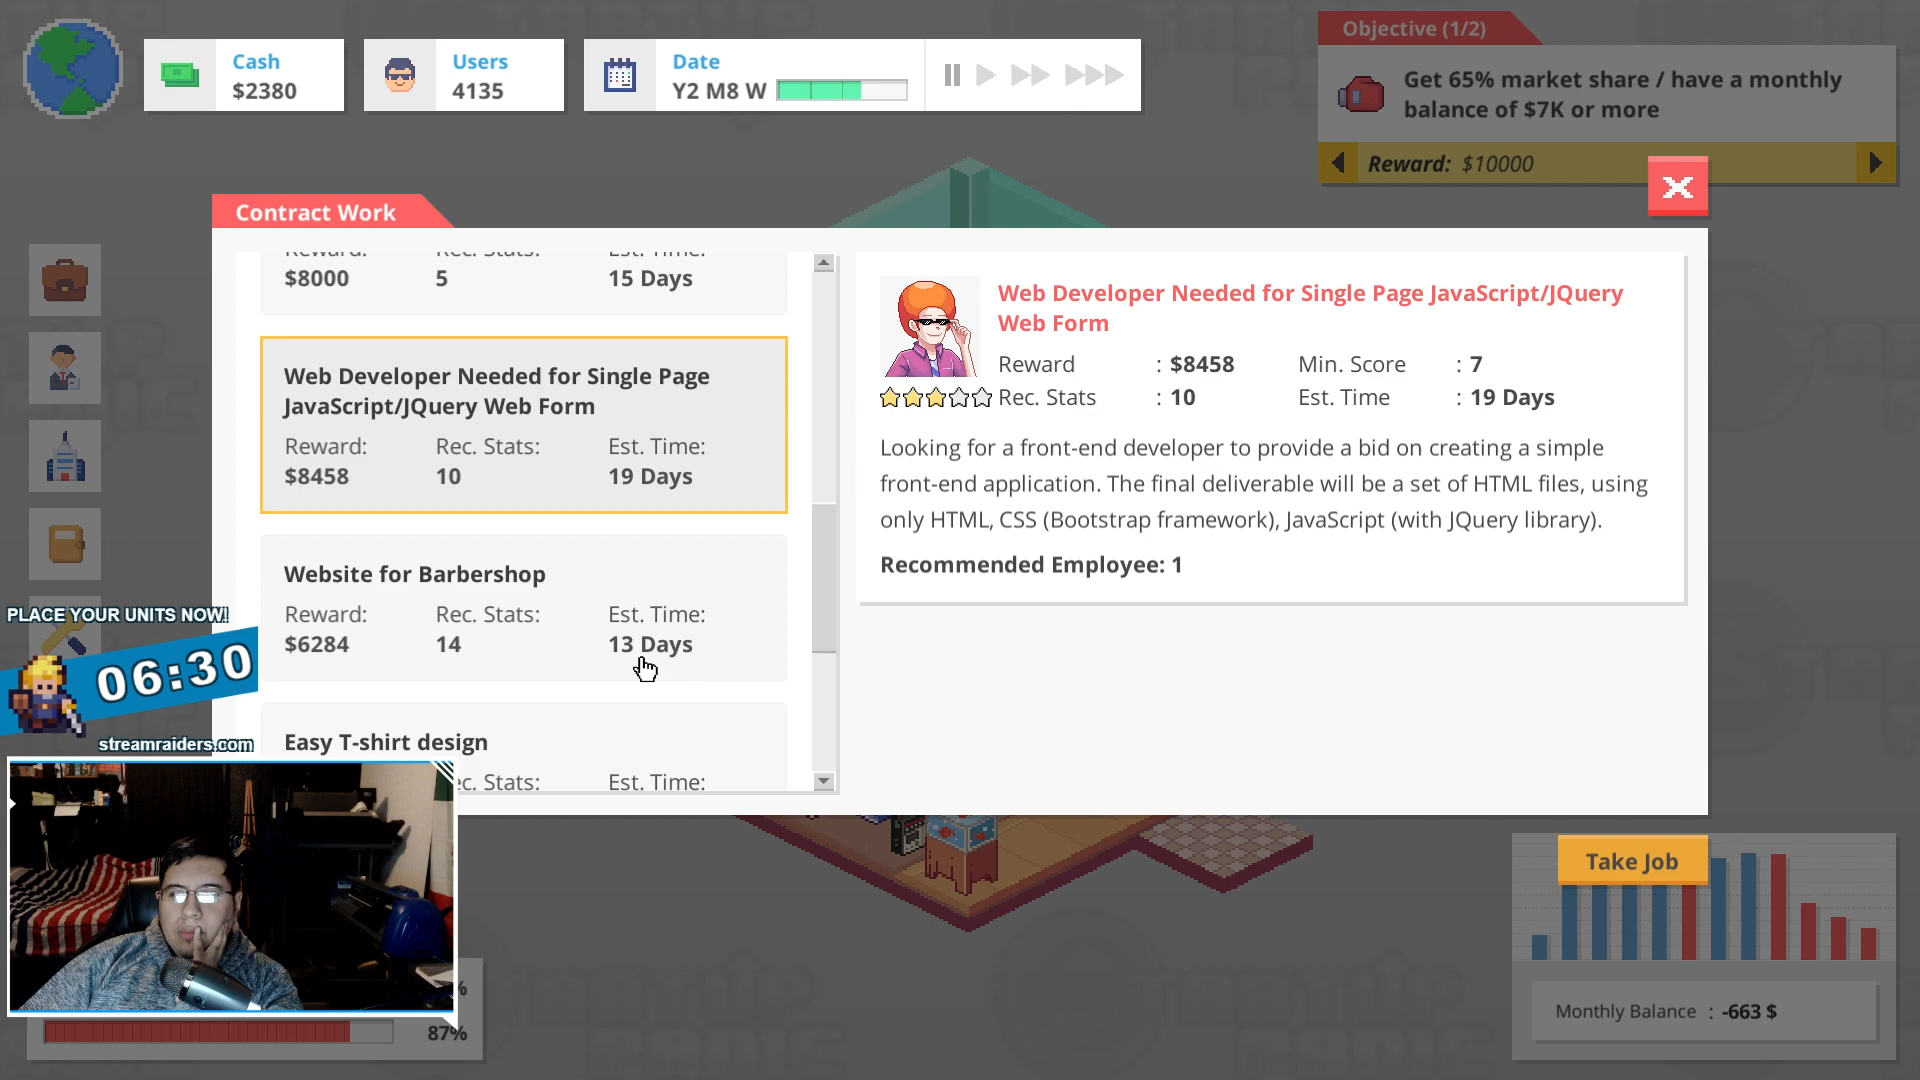 Cash
$2380
Users
4135
Date
Y2 M8 W
Objective (1/2)
Get 65% market share / have a monthly
balance of $7K or more
Reward: $10000
Contract Work
Reward: Rec. Stats: Est. Time:
$8000 5 15 Days
Web Developer Needed for Single Page
JavaScript/JQuery Web Form
Reward: Rec. Stats: Est. Time:
$8458 10 19 Days
Website for Barbershop
Reward: Rec. Stats: Est. Time:
$6284 14 13 Days
Easy T-shirt design
ec. Stats: Est. Time:
Web Developer Needed for Single Page JavaScript/JQuery
Web Form
Reward : $8458 Min. Score : 7
Rec. Stats : 10 Est. Time : 19 Days
Looking for a front-end developer to provide a bid on creating a simple
front-end application. The final deliverable will be a set of HTML files, using
only HTML, CSS (Bootstrap framework), JavaScript (with JQuery library).
Recommended Employee: 1
PLACE YOUR UNITS NOW!
06:30
streamraiders.com
Take Job
%
87%
Monthly Balance : -663 $